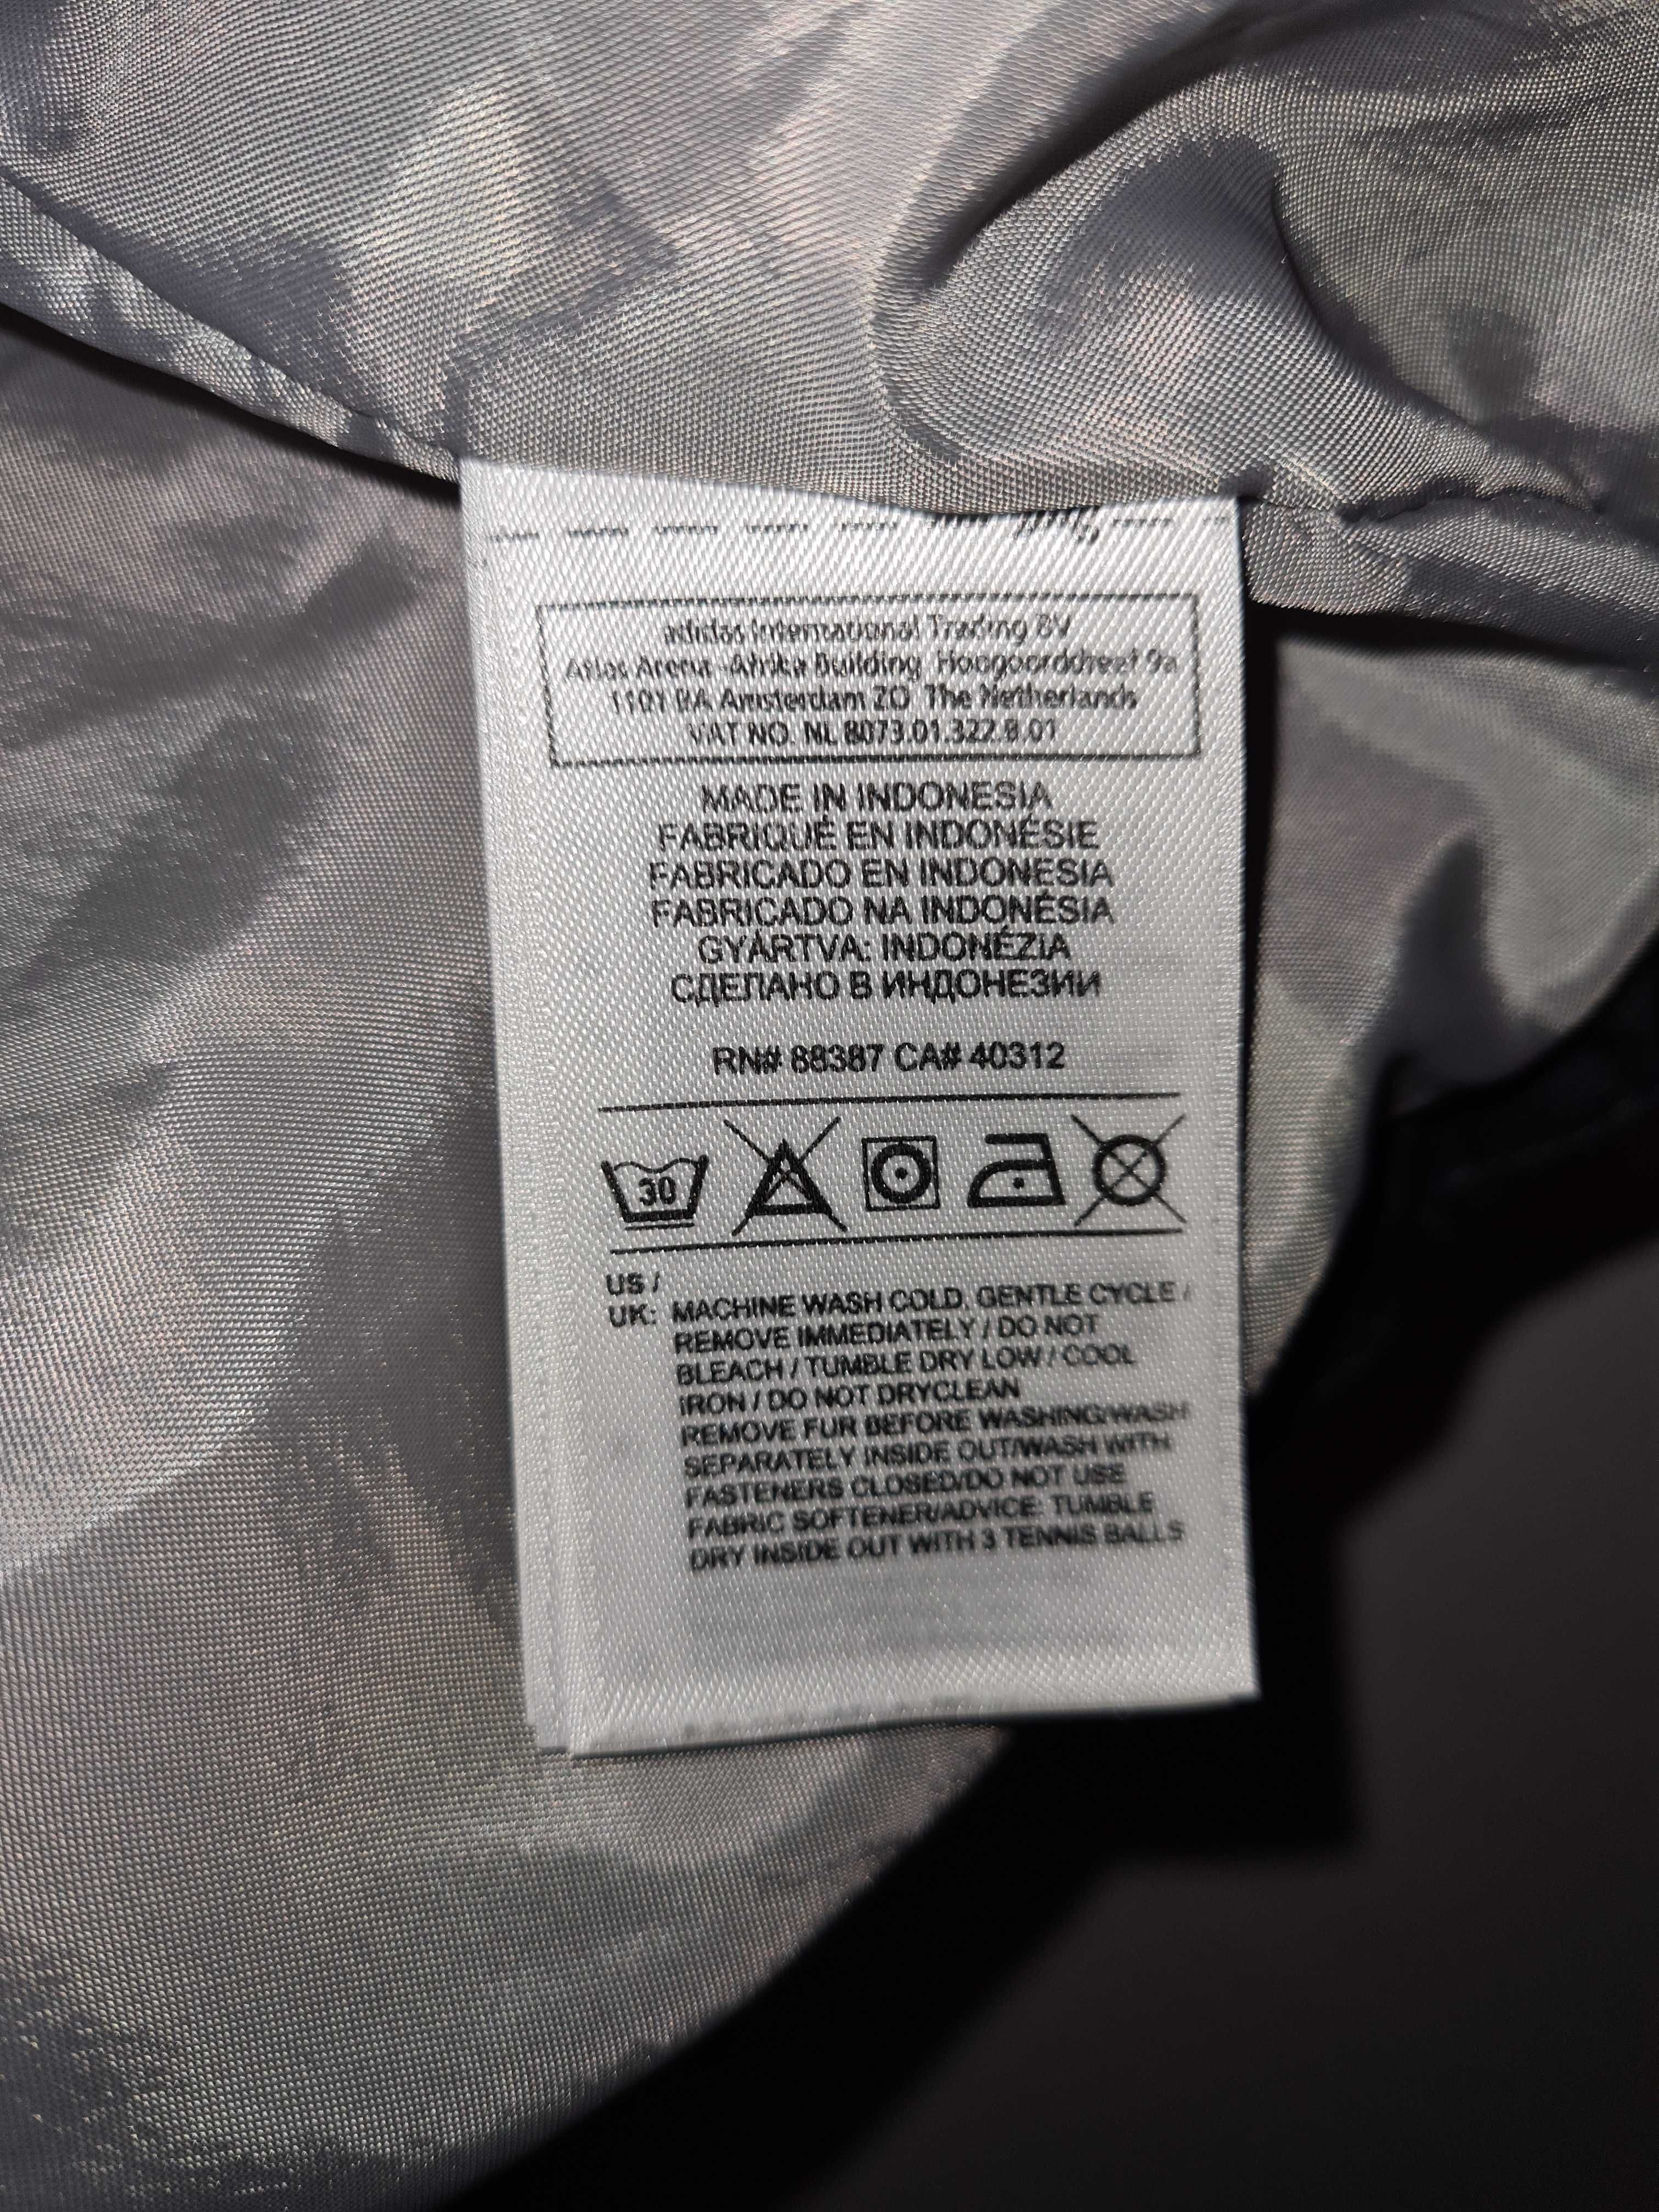 adidas International Trading BV
Atlas Arena -Afrika Building, Hoogoorddreef 9a
1101 BA Amsterdam ZO The Netherlands
VAT NO. NL 8073.01.322.B.01
MADE IN INDONESIA
FABRIQUÉ EN INDONÉSIE
FABRICADO EN INDONESIA
FABRICADO NA INDONÉSIA
GYÁRTVA: INDONÉZIA
СДЕЛАНО В ИНДОНЕЗИИ
RN# 88387 CA# 40312
30
US /
UK: MACHINE WASH COLD, GENTLE CYCLE /
REMOVE IMMEDIATELY / DO NOT
BLEACH / TUMBLE DRY LOW / COOL
IRON / DO NOT DRYCLEAN
REMOVE FUR BEFORE WASHING/WASH
SEPARATELY INSIDE OUT/WASH WITH
FASTENERS CLOSED/DO NOT USE
FABRIC SOFTENER/ADVICE: TUMBLE
DRY INSIDE OUT WITH 3 TENNIS BALLS